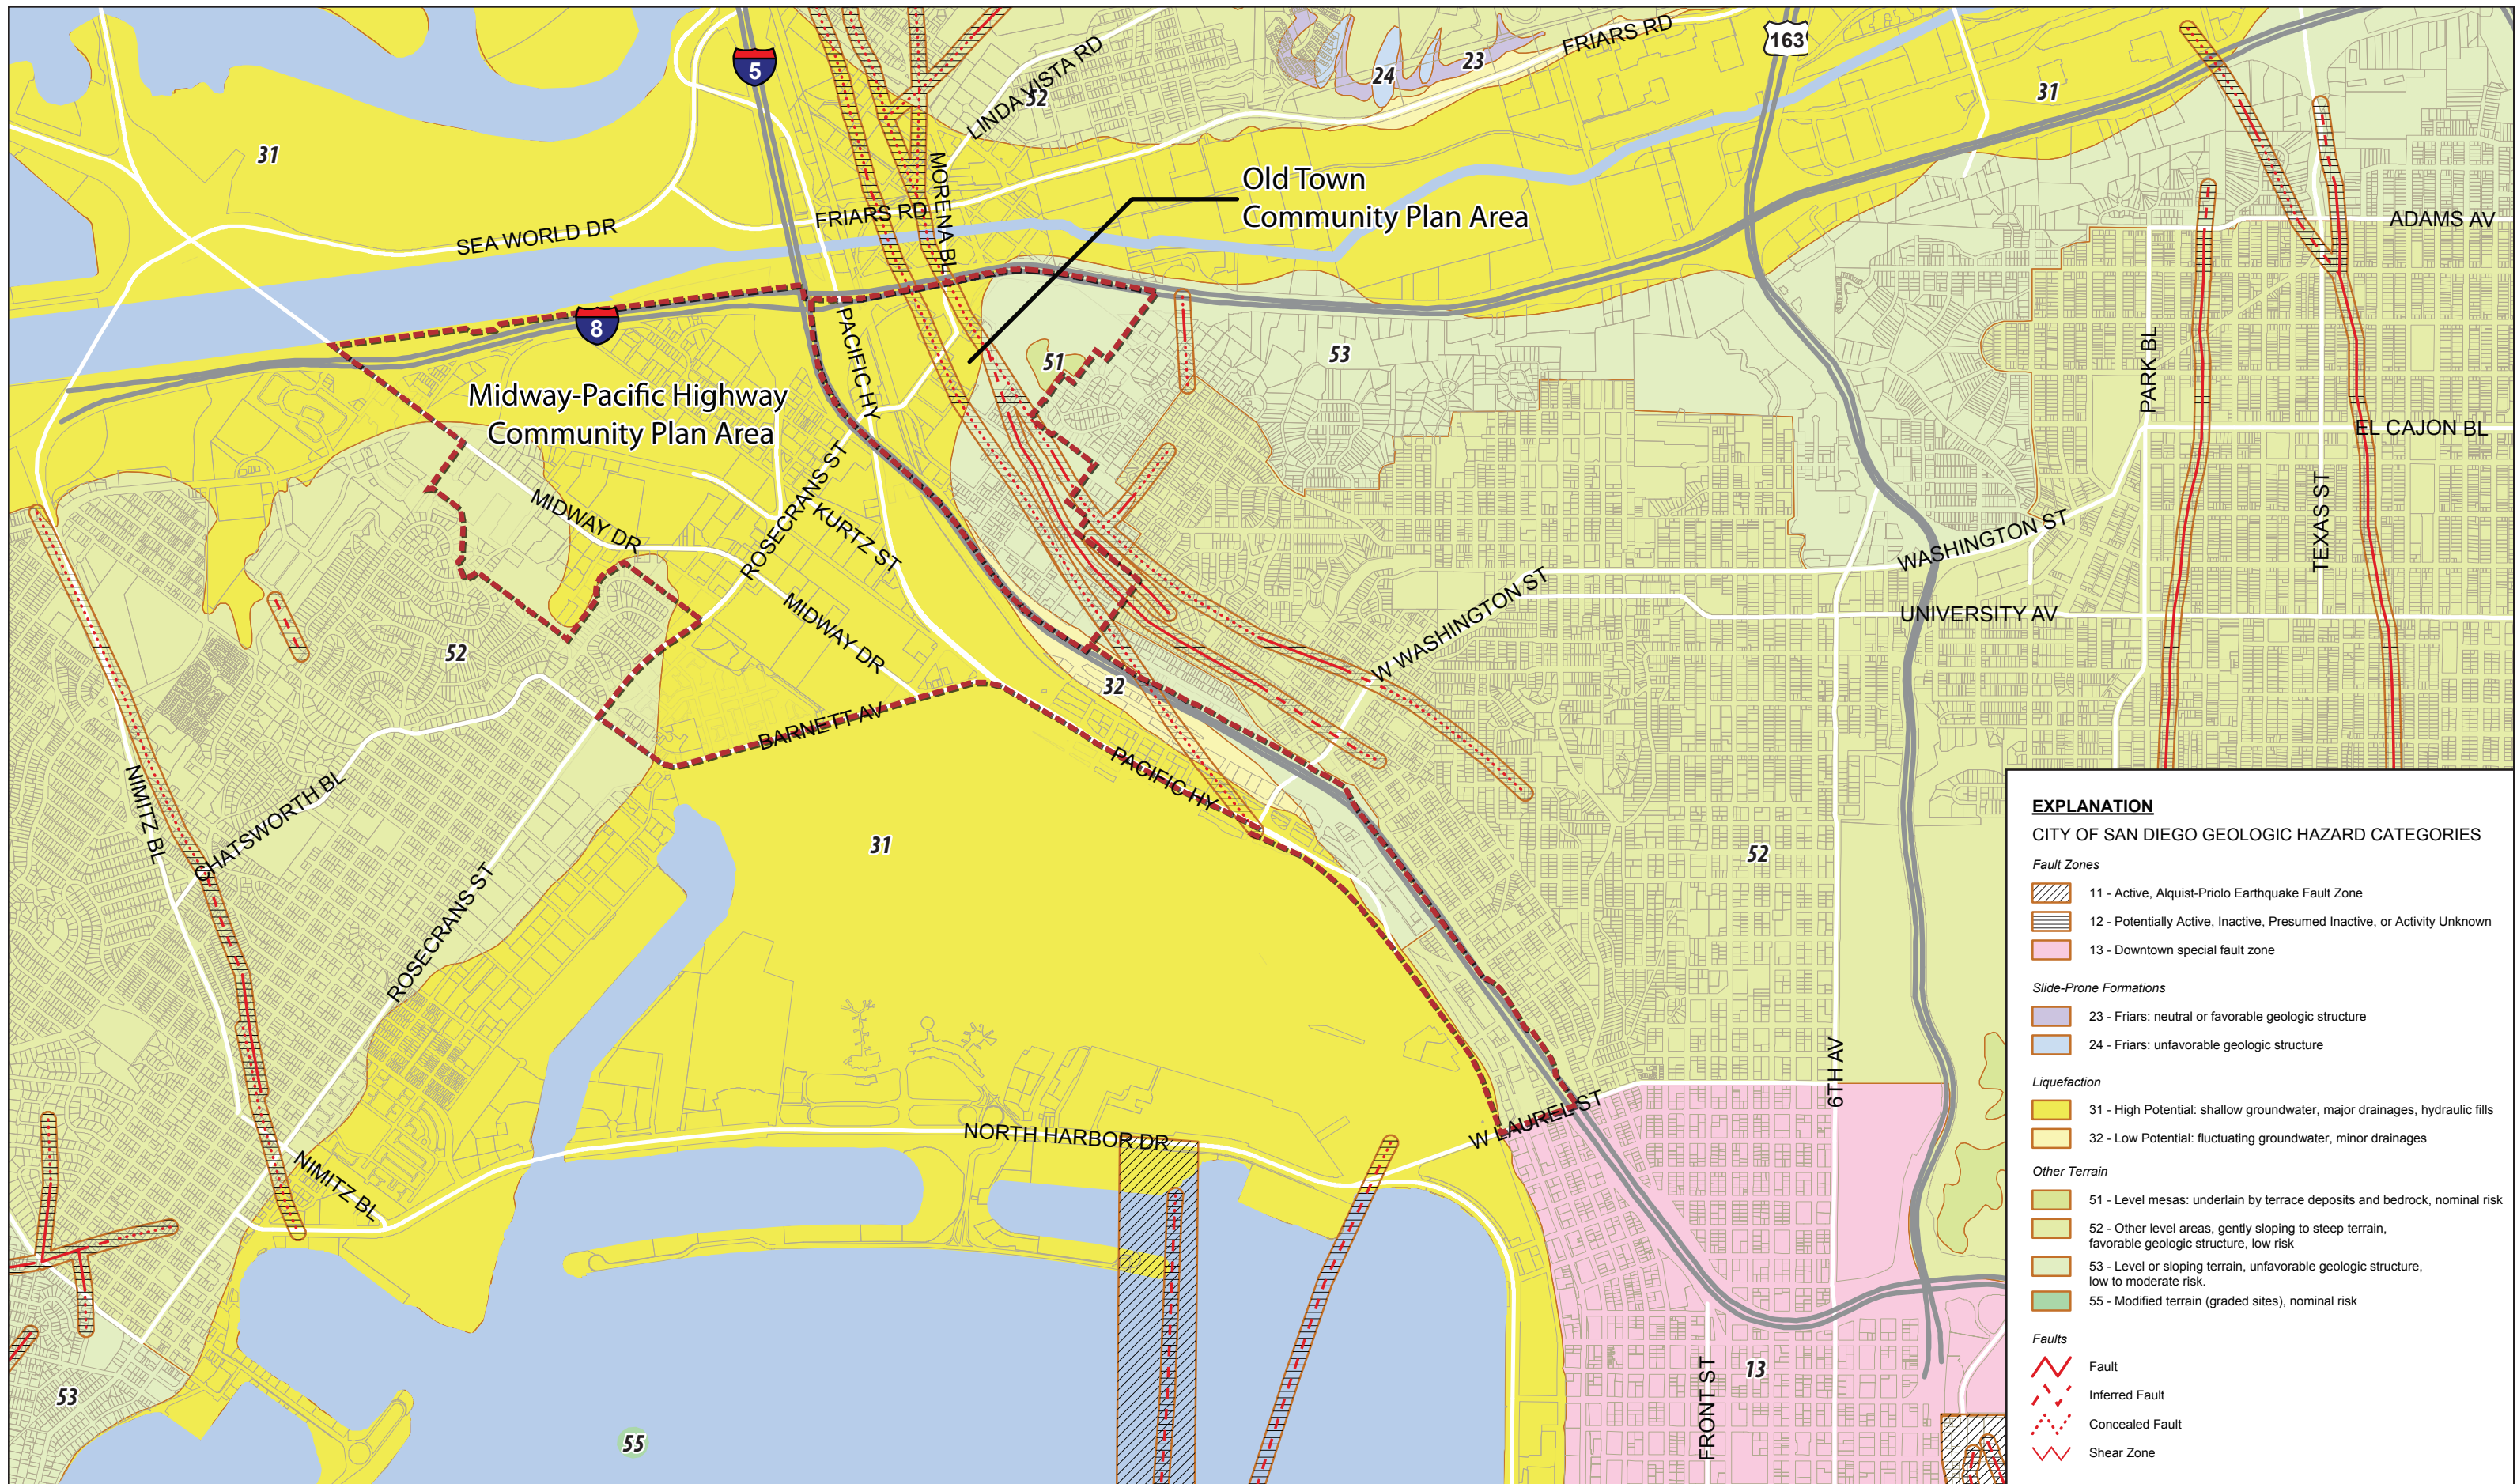 5
163
LINDA VISTA RD
52
24
23
FRIARS RD
31
31
MORENA BL
Old Town
Community Plan Area
FRIARS RD
SEA WORLD DR
ADAMS AV
8
PACIFIC HY
51
53
PARK BL
Midway-Pacific Highway
Community Plan Area
EL CAJON BL
ROSECRANS ST
MIDWAY DR
KURTZ ST
TEXAS ST
WASHINGTON ST
W WASHINGTON ST
UNIVERSITY AV
MIDWAY DR
52
32
BARNETT AV
PACIFIC HY
NIMITZ BL
CHATSWORTH BL
31
52
ROSECRANS ST
6TH AV
NORTH HARBOR DR
W LAUREL ST
NIMITZ BL
FRONT ST
13
53
55
EXPLANATION
CITY OF SAN DIEGO GEOLOGIC HAZARD CATEGORIES
Fault Zones
11 - Active, Alquist-Priolo Earthquake Fault Zone
12 - Potentially Active, Inactive, Presumed Inactive, or Activity Unknown
13 - Downtown special fault zone
Slide-Prone Formations
23 - Friars: neutral or favorable geologic structure
24 - Friars: unfavorable geologic structure
Liquefaction
31 - High Potential: shallow groundwater, major drainages, hydraulic fills
32 - Low Potential: fluctuating groundwater, minor drainages
Other Terrain
51 - Level mesas: underlain by terrace deposits and bedrock, nominal risk
52 - Other level areas, gently sloping to steep terrain,
favorable geologic structure, low risk
53 - Level or sloping terrain, unfavorable geologic structure,
low to moderate risk.
55 - Modified terrain (graded sites), nominal risk
Faults
Fault
Inferred Fault
Concealed Fault
Shear Zone